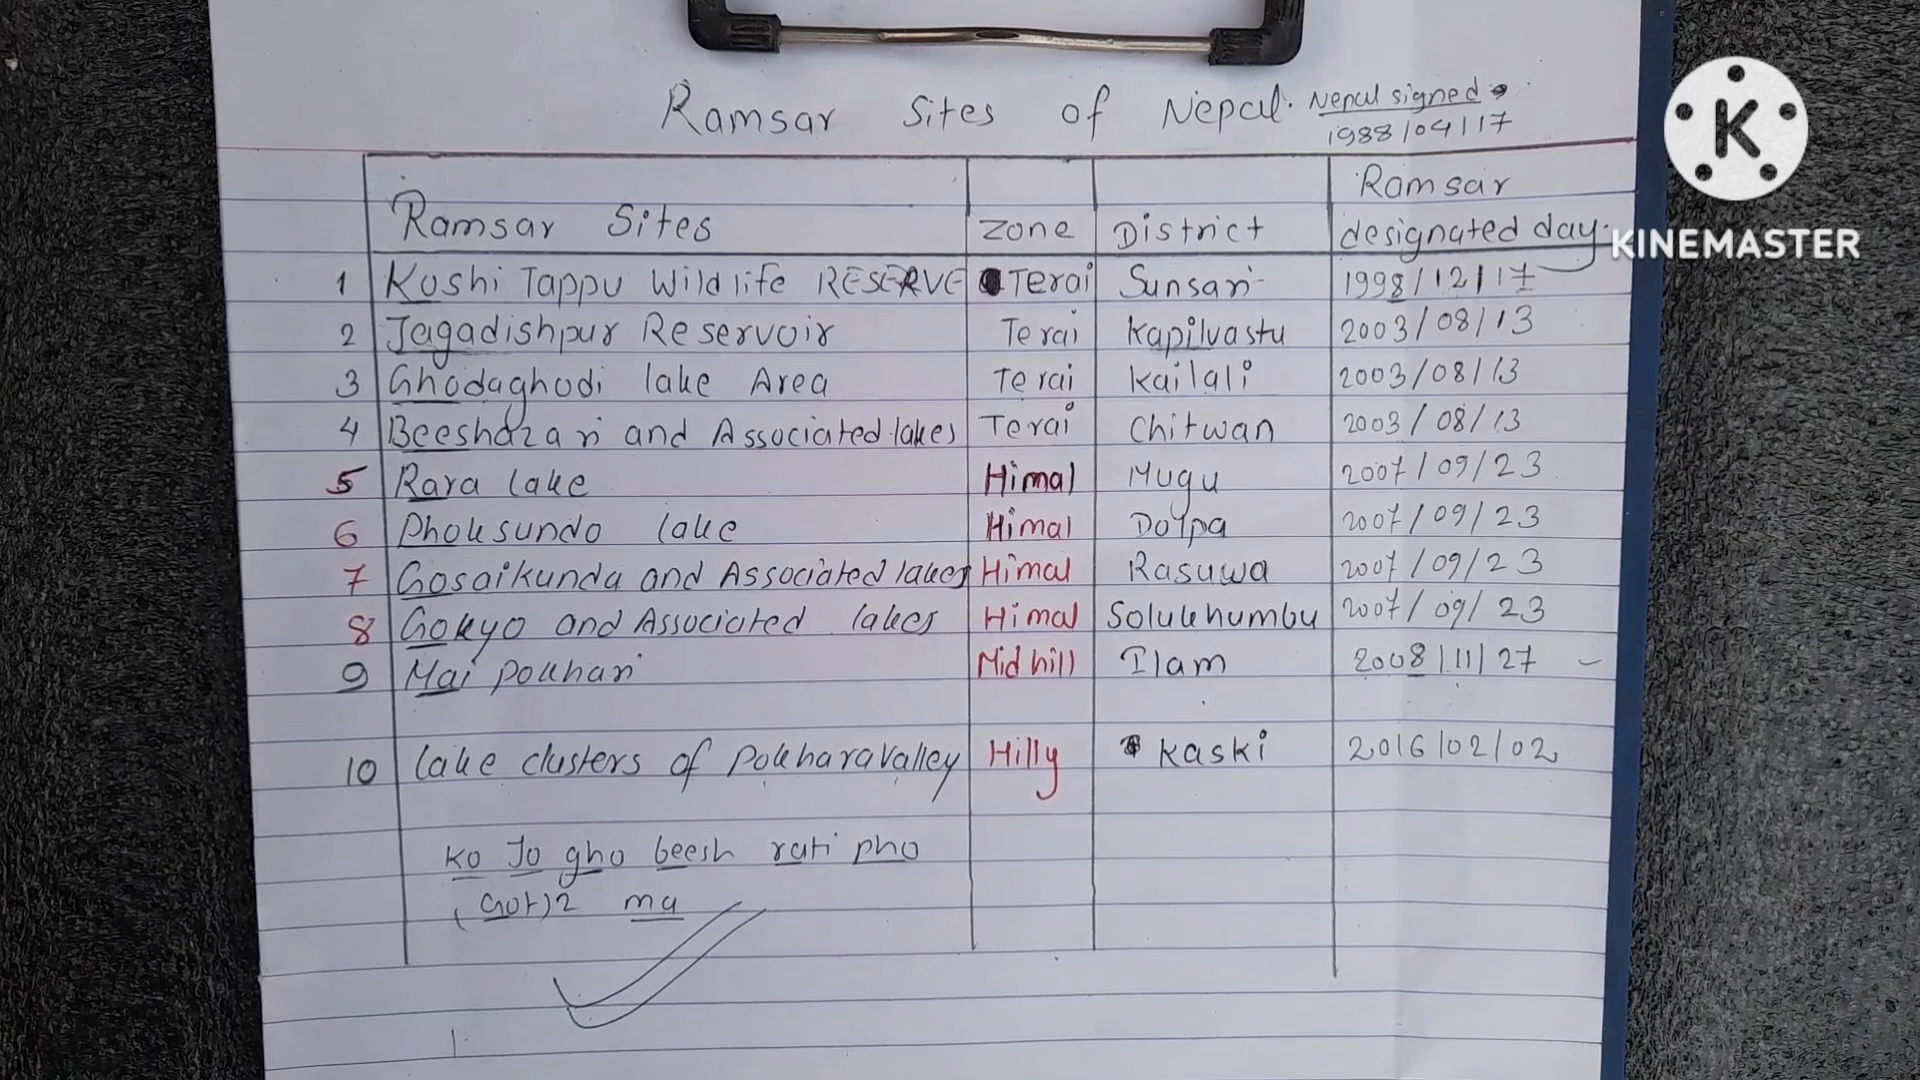 Ramsar Sites of Nepal. Nepal signed
1988/04/17
Ramsar Sites Zone District Ramsar designated day.
1 Koshi Tappu Wildlife RESERVE Terai Sunsari 1998/12/17
2 Jagadishpur Reservoir Terai Kapilvastu 2003/08/13
3 Ghodaghodi lake Area Terai Kailali 2003/08/13
4 Beeshazari and Associated lakes Terai Chitwan 2003/08/13
5 Rara lake Himal Mugu 2007/09/23
6 Phoksundo lake Himal Dolpa 2007/09/23
7 Gosaikunda and Associated lakes Himal Rasuwa 2007/09/23
8 Gokyo and Associated lakes Himal Solukhumbu 2007/09/23
9 Mai pokhari Mid hill Ilam 2008/11/27
10 lake clusters of Pokhara Valley Hilly Kaski 2016/02/02
ko Jo gho beesh rati pho
(Got)2 ma
K
KINEMASTER